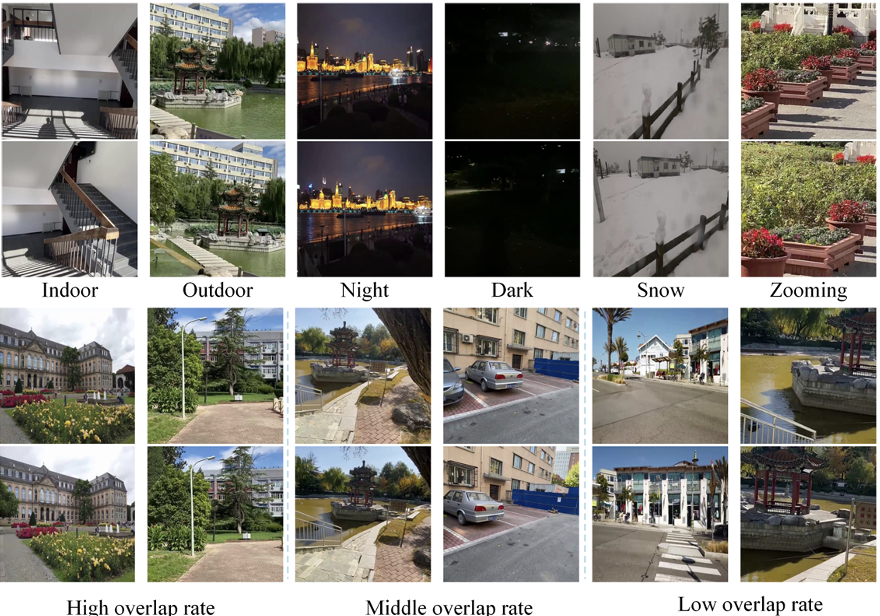 Indoor
Outdoor
Night
Dark
Snow
Zooming
High overlap rate
Middle overlap rate
Low overlap rate